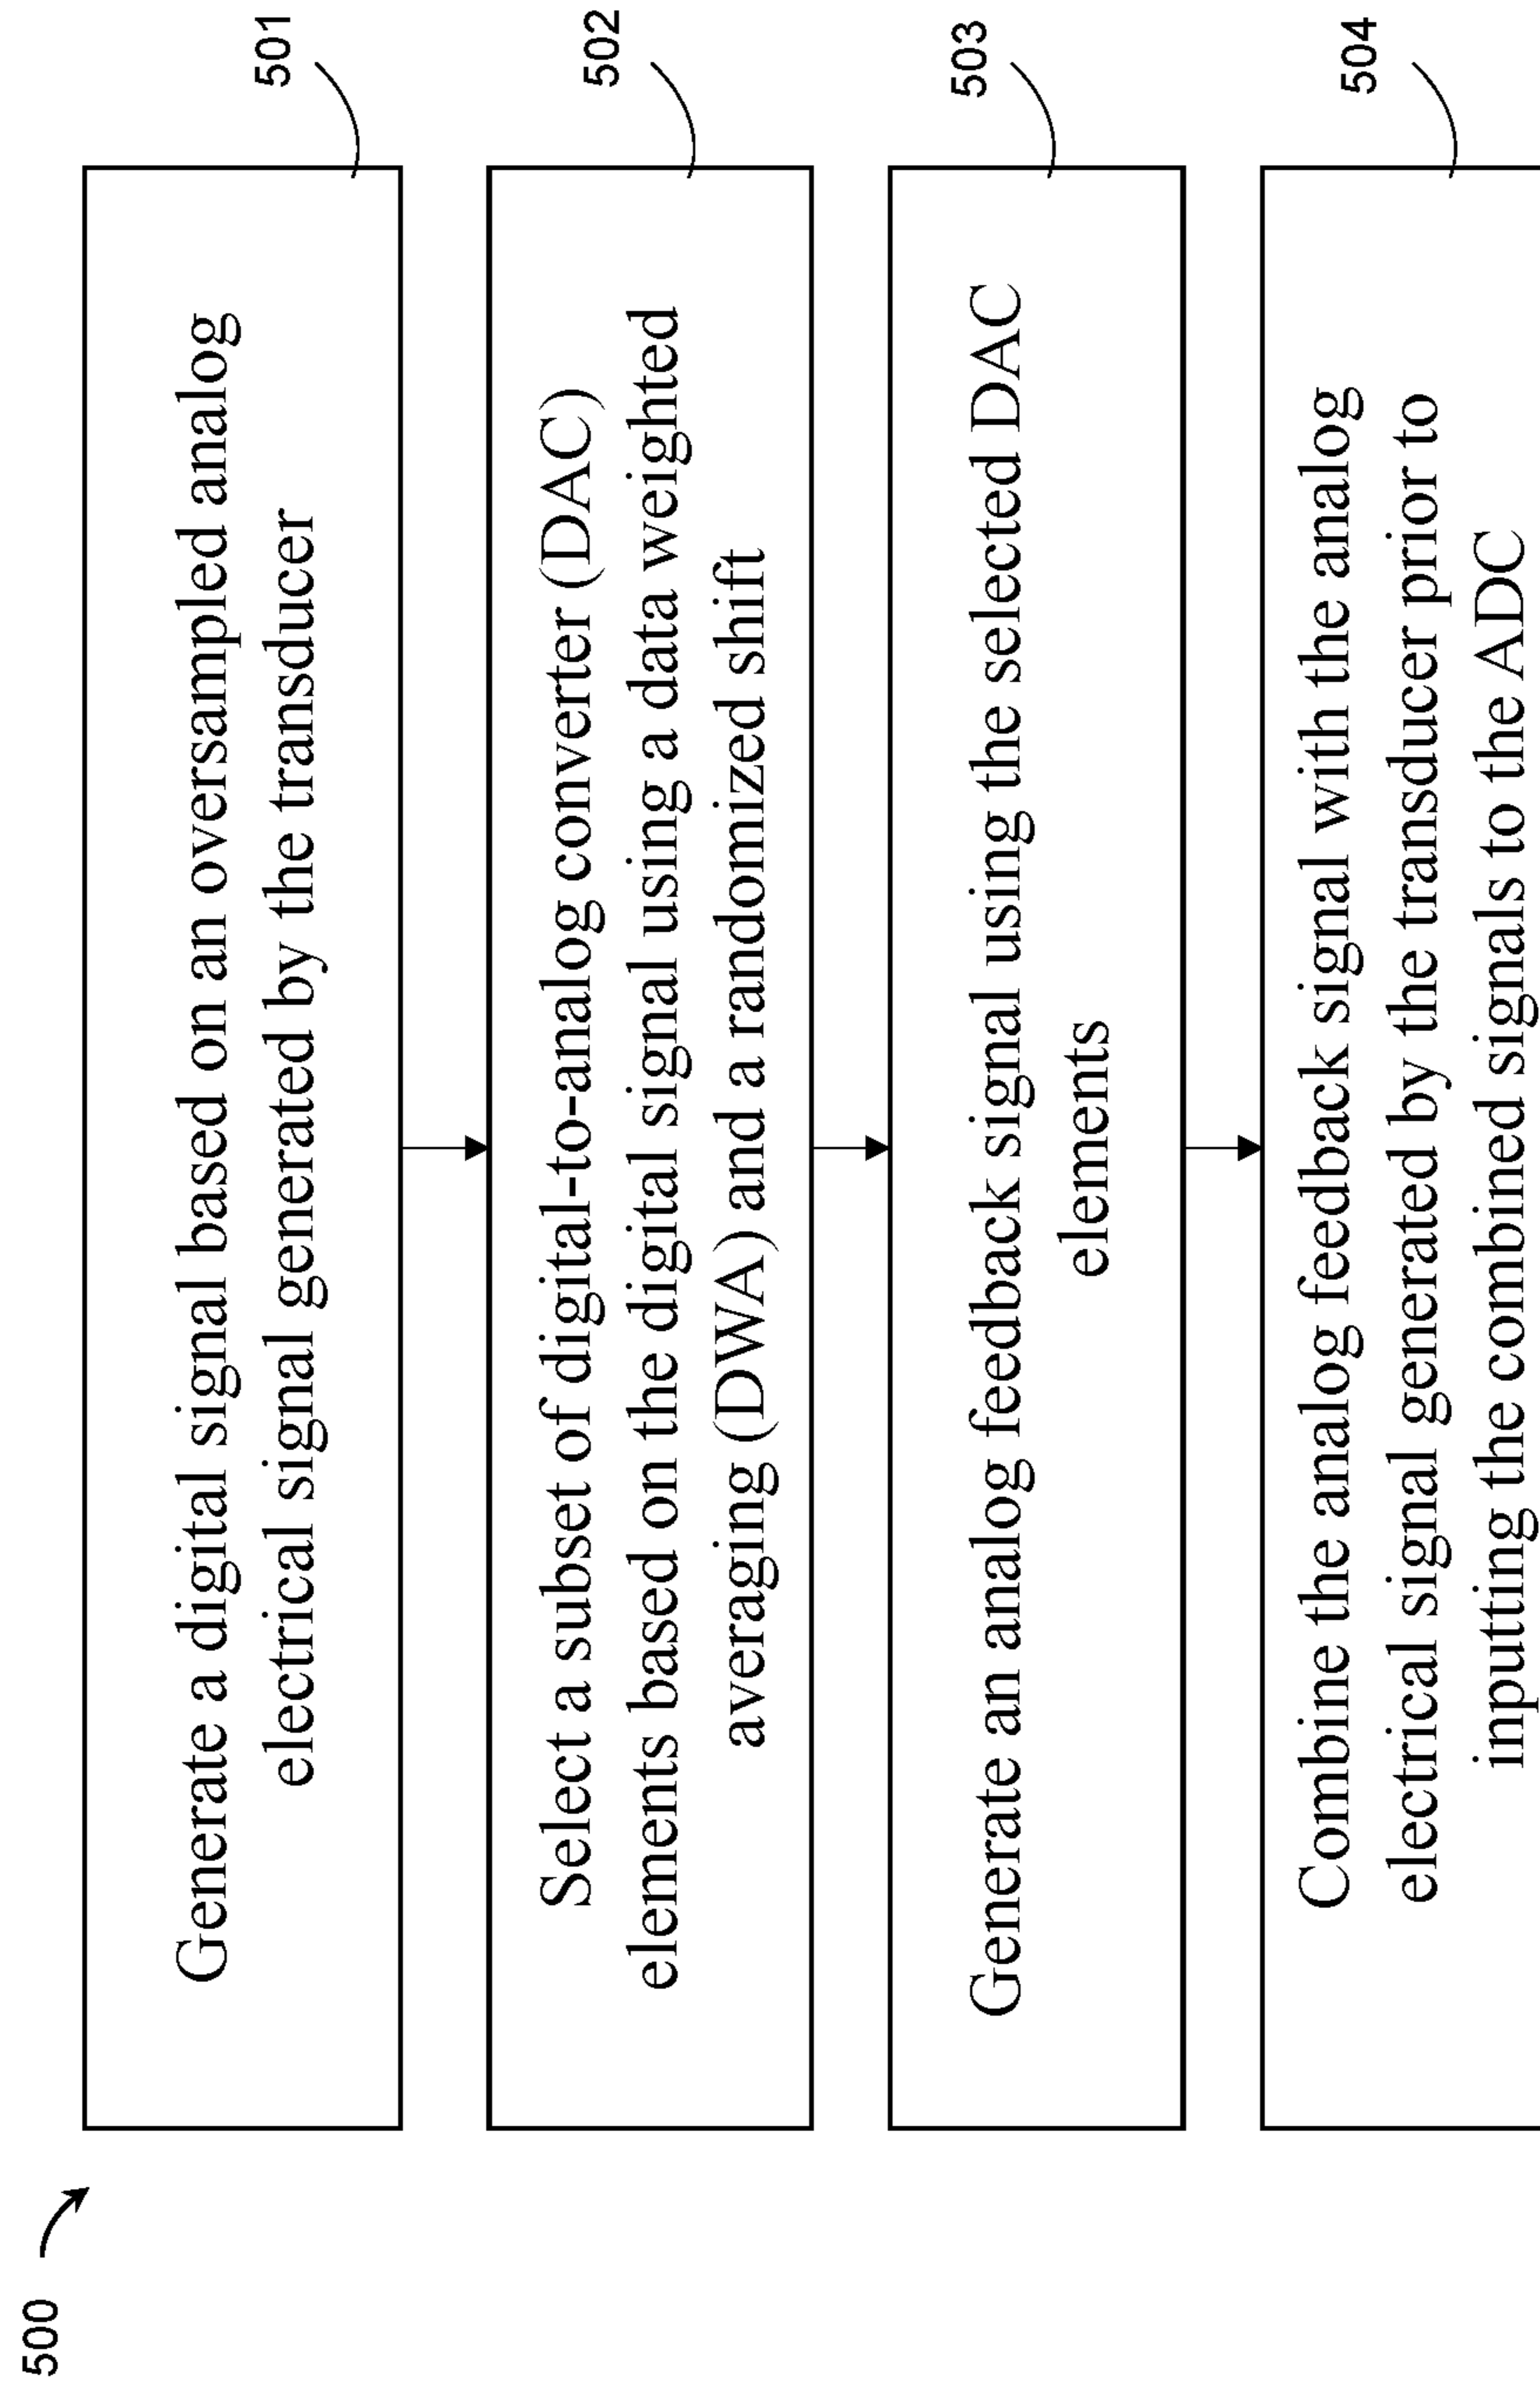 500
501
Generate a digital signal based on an oversampled analog
electrical signal generated by the transducer
502
Select a subset of digital-to-analog converter (DAC)
elements based on the digital signal using a data weighted
averaging (DWA) and a randomized shift
503
Generate an analog feedback signal using the selected DAC
elements
504
Combine the analog feedback signal with the analog
electrical signal generated by the transducer prior to
inputting the combined signals to the ADC